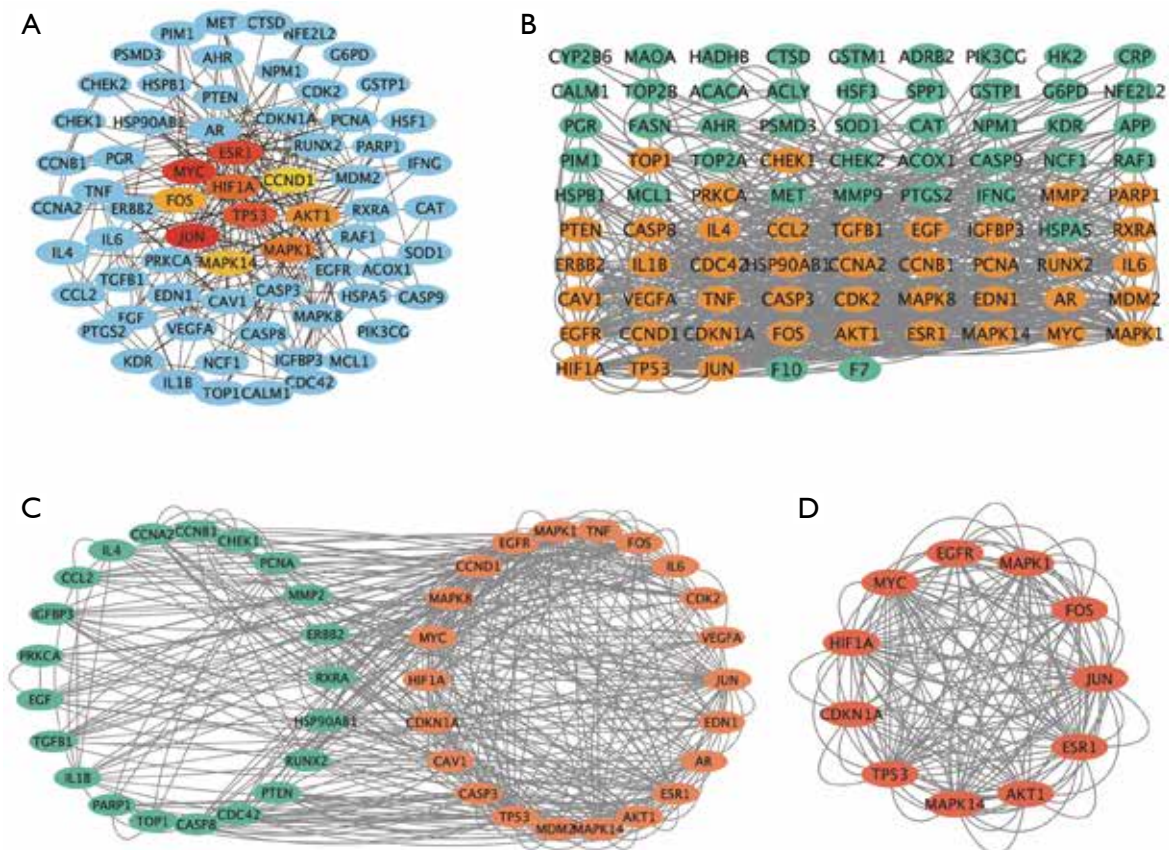 A
MET CTSD
PIM1 NFE2L2
PSMD3 AHR G6PD
CHEK2 HSPB1 NPM1 GSTP1
PTEN CDK2
CHEK1 HSP90AB1 CDKN1A PCNA HSF1
AR
CCNB1 PGR ESR1 RUNX2 PARP1
MYC HIF1A CCND1 MDM2 IFNG
TNF
CCNA2 ERBB2 FOS TP53 AKT1 RXRA CAT
IL4 IL6 JUN MAPK1 RAF1 SOD1
PRKCA MAPK14
TGFB1 EGFR ACOX1
CCL2 EDN1 CAV1 CASP3 HSPA5 CASP9
PTGS2 FGF VEGFA CASP8 MAPK8 PIK3CG
KDR NCF1 IGFBP3 MCL1
IL1B TOP1 CALM1 CDC42
B
CYP2B6 MAOA HADHB CTSD GSTM1 ADRB2 PIK3CG HK2 CRP
CALM1 TOP2B ACACA ACLY HSF1 SPP1 GSTP1 G6PD NFE2L2
PGR FASN AHR PSMD3 SOD1 CAT NPM1 KDR APP
PIM1 TOP1 TOP2A CHEK1 CHEK2 ACOX1 CASP9 NCF1 RAF1
HSPB1 MCL1 PRKCA MET MMP9 PTGS2 IFNG MMP2 PARP1
PTEN CASP8 IL4 CCL2 TGFB1 EGF IGFBP3 HSPA5 RXRA
ERBB2 IL1B CDC42 HSP90AB1 CCNA2 CCNB1 PCNA RUNX2 IL6
CAV1 VEGFA TNF CASP3 CDK2 MAPK8 EDN1 AR MDM2
EGFR CCND1 CDKN1A FOS AKT1 ESR1 MAPK14 MYC MAPK1
HIF1A TP53 JUN F10 F7
C
CCNA2 CCNB1 CHEK1 PCNA MMP2 ERBB2 RXRA HSP90AB1 RUNX2 PTEN CDC42 CASP8 TOP1 PARP1 IL1B TGFB1 EGF PRKCA IGFBP3 CCL2 IL4
MAPK1 TNF FOS IL6 CDK2 VEGFA JUN EDN1 AR ESR1 AKT1 MAPK14 MDM2 TP53 CASP3 CAV1 CDKN1A HIF1A MYC MAPK8 CCND1 EGFR
D
EGFR MAPK1
MYC FOS
HIF1A JUN
CDKN1A ESR1
TP53 AKT1
MAPK14